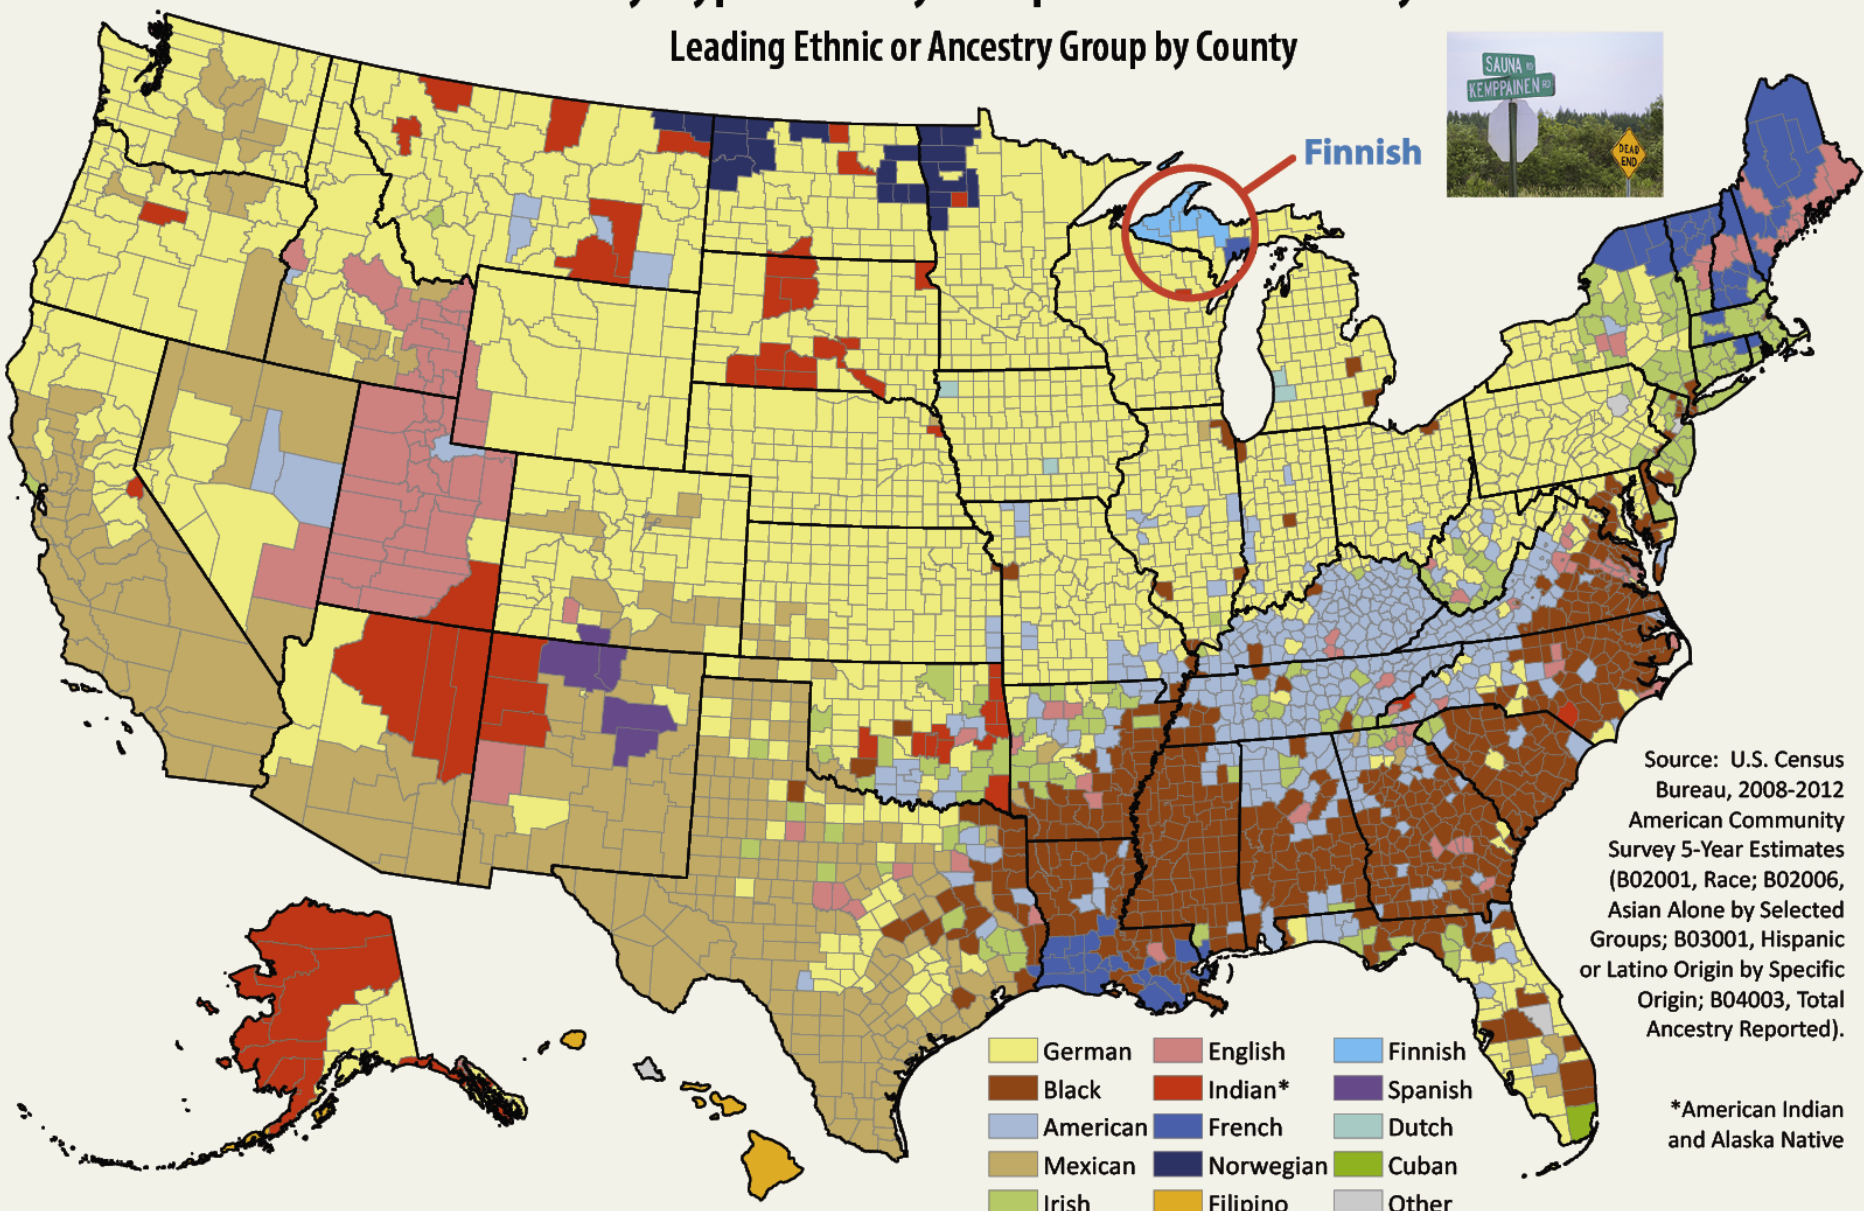 Leading Ethnic or Ancestry Group by County
SAUNA RD
KEMPPAINEN RD
DEAD
END
Finnish
Source: U.S. Census
Bureau, 2008-2012
American Community
Survey 5-Year Estimates
(B02001, Race; B02006,
Asian Alone by Selected
Groups; B03001, Hispanic
or Latino Origin by Specific
Origin; B04003, Total
Ancestry Reported).
*American Indian
and Alaska Native
German
Black
American
Mexican
Irish
English
Indian*
French
Norwegian
Filipino
Finnish
Spanish
Dutch
Cuban
Other